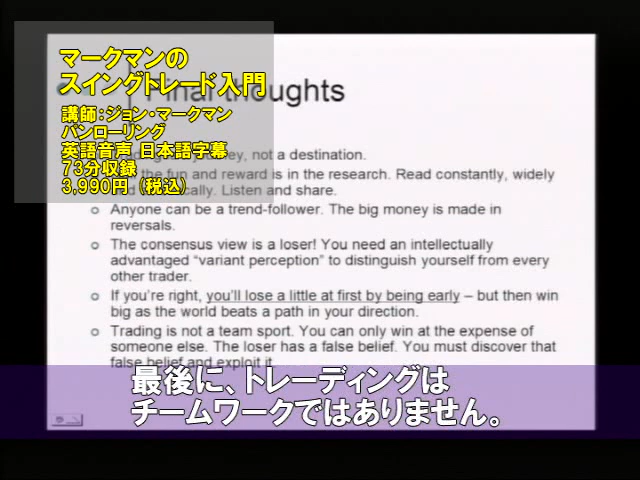 マークマンの
スイングトレード入門
講師：ジョン・マークマン
パンローリング
英語音声 日本語字幕
73分収録
3,990円 （税込）
Final thoughts
not a destination.
the fun and reward is in the research. Read constantly, widely
Listen and share.
Anyone can be a trend-follower. The big money is made in
reversals.
The consensus view is a loser! You need an intellectually
advantaged “variant perception” to distinguish yourself from every
other trader.
If you’re right, you’ll lose a little at first by being early – but then win
big as the world beats a path in your direction.
Trading is not a team sport. You can only win at the expense of
someone else. The loser has a false belief. You must discover that
false belief and exploit it
最後に、トレーディングは
チームワークではありません。